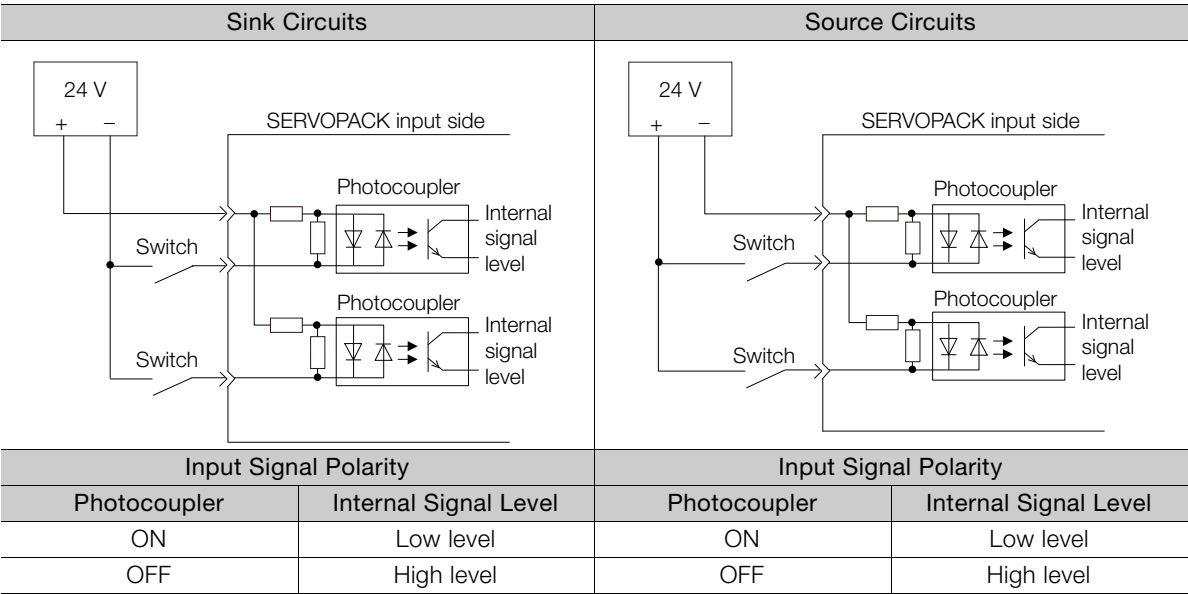 Sink Circuits
Source Circuits
24 V
+ −
SERVOPACK input side
Photocoupler
Internal
signal
level
Switch
Photocoupler
Internal
signal
level
Switch
24 V
+ −
SERVOPACK input side
Photocoupler
Internal
signal
level
Switch
Photocoupler
Internal
signal
level
Switch
Input Signal Polarity
Input Signal Polarity
Photocoupler Internal Signal Level Photocoupler Internal Signal Level
ON Low level ON Low level
OFF High level OFF High level